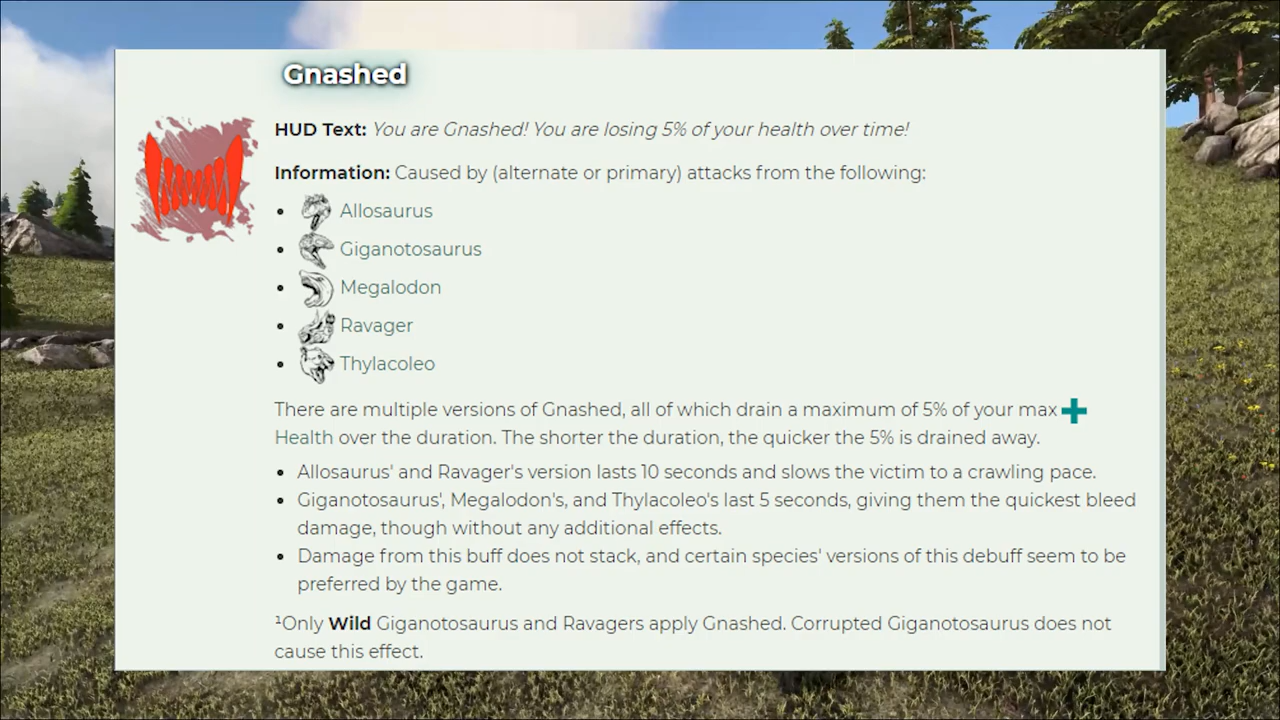 Gnashed
HUD Text: You are Gnashed! You are losing 5% of your health over time!
Information: Caused by (alternate or primary) attacks from the following:
Allosaurus
Giganotosaurus
Megalodon
Ravager
Thylacoleo
There are multiple versions of Gnashed, all of which drain a maximum of 5% of your max
Health over the duration. The shorter the duration, the quicker the 5% is drained away.
Allosaurus' and Ravager's version lasts 10 seconds and slows the victim to a crawling pace.
Giganotosaurus', Megalodon's, and Thylacoleo's last 5 seconds, giving them the quickest bleed
damage, though without any additional effects.
Damage from this buff does not stack, and certain species' versions of this debuff seem to be
preferred by the game.
¹Only Wild Giganotosaurus and Ravagers apply Gnashed. Corrupted Giganotosaurus does not
cause this effect.